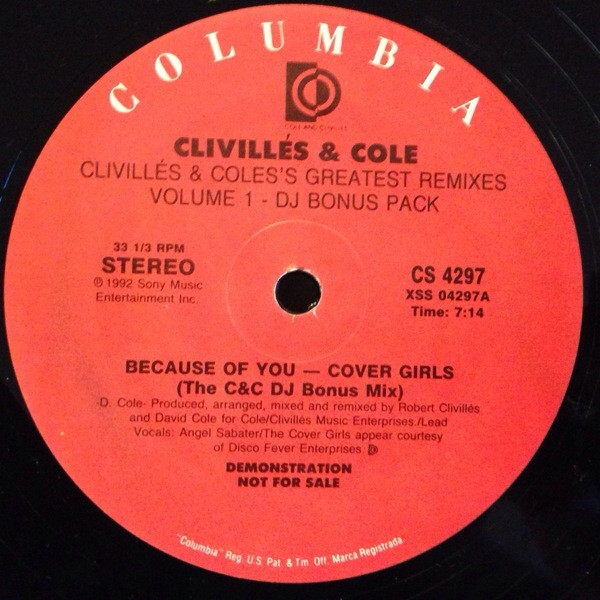 COLUMBIA
CLIVILLÉS & COLE
CLIVILLÉS & COLES'S GREATEST REMIXES
VOLUME 1 - DJ BONUS PACK
33 1/3 RPM
STEREO
℗ 1992 Sony Music
Entertainment Inc.
CS 4297
XSS 04297A
Time: 7:14
BECAUSE OF YOU — COVER GIRLS
(The C&C DJ Bonus Mix)
-D. Cole- Produced, arranged, mixed and remixed by Robert Clivillés
and David Cole for Cole/Clivillés Music Enterprises./Lead
Vocals: Angel Sabater/The Cover Girls appear courtesy
of Disco Fever Enterprises.
DEMONSTRATION
NOT FOR SALE
"Columbia" Reg. U.S. Pat. & Tm. Off. Marca Registrada.